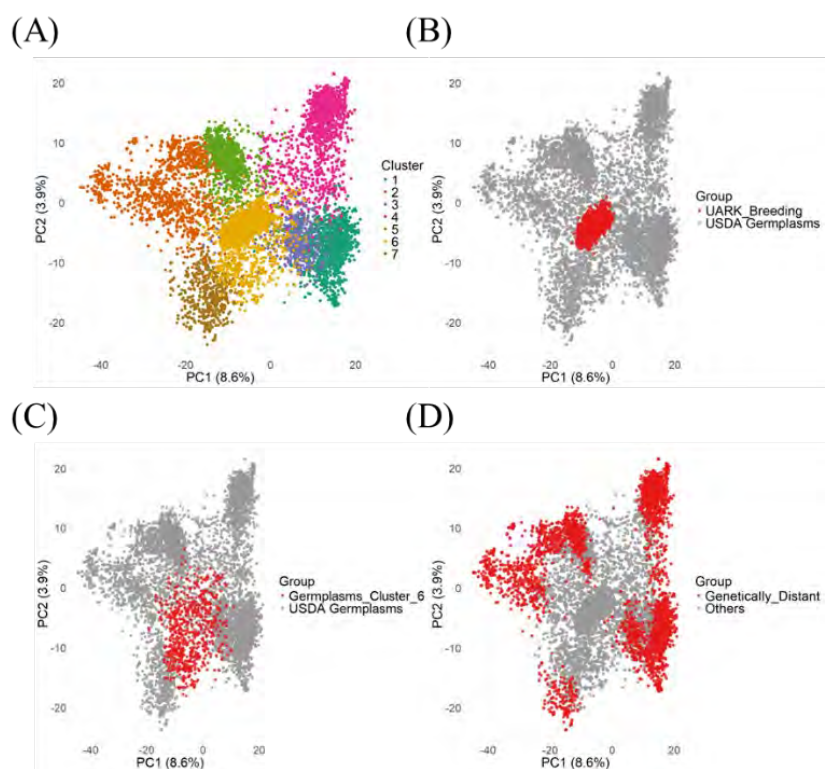 (A)
(B)
20
10
0
-10
-20
PC2 (3.9%)
-40
-20
0
20
PC1 (8.6%)
Cluster
1
2
3
4
5
6
7
20
10
0
-10
-20
PC2 (3.9%)
-40
-20
0
20
PC1 (8.6%)
Group
UARK_Breeding
USDA Germplasms
(C)
(D)
20
10
0
-10
-20
PC2 (3.9%)
-40
-20
0
20
PC1 (8.6%)
Group
Germplasms_Cluster_6
USDA Germplasms
20
10
0
-10
-20
PC2 (3.9%)
-40
-20
0
20
PC1 (8.6%)
Group
Genetically_Distant
Others